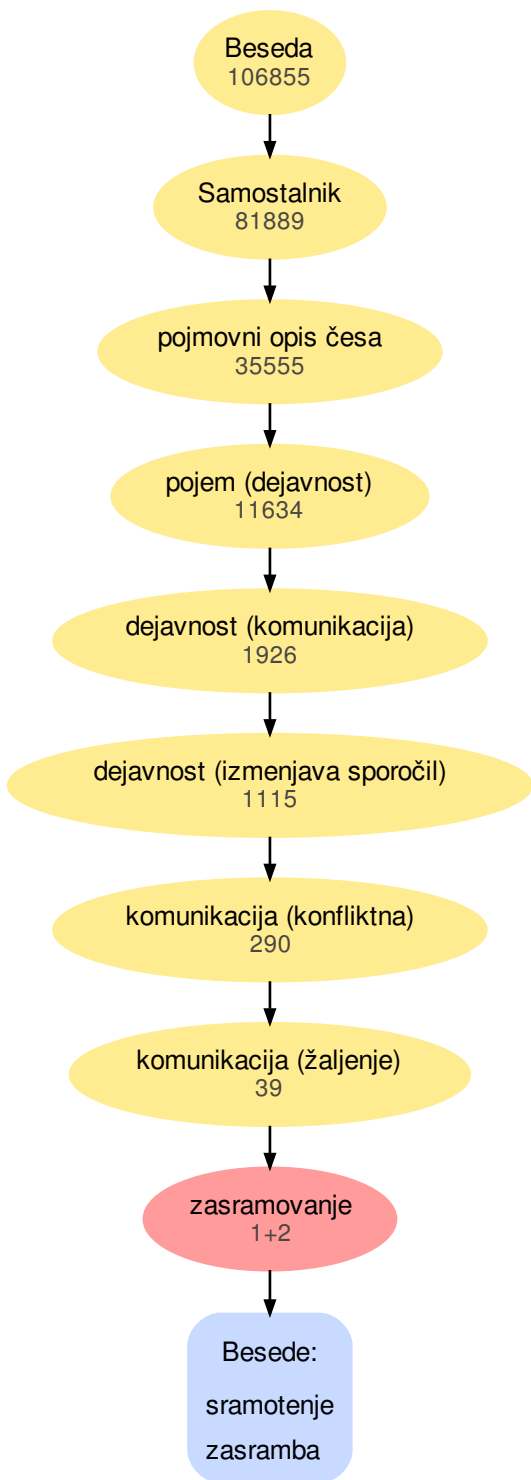 Beseda
106855
Samostalnik
81889
pojmovni opis česa
35555
pojem (dejavnost)
11634
dejavnost (komunikacija)
1926
dejavnost (izmenjava sporočil)
1115
komunikacija (konfliktna)
290
komunikacija (žaljenje)
39
zasramovanje
1+2
Besede:
sramotenje
zasramba